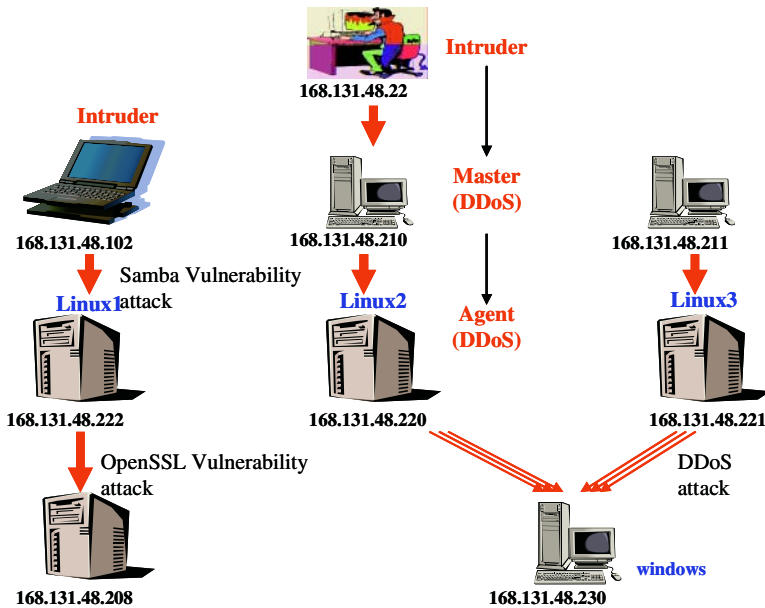 Intruder
168.131.48.22
Intruder
Master
(DDoS)
168.131.48.102
168.131.48.210
168.131.48.211
Samba Vulnerability
attack
Linux1
Linux2
Agent
(DDoS)
Linux3
168.131.48.222
168.131.48.220
168.131.48.221
OpenSSL Vulnerability
attack
DDoS
attack
windows
168.131.48.208
168.131.48.230